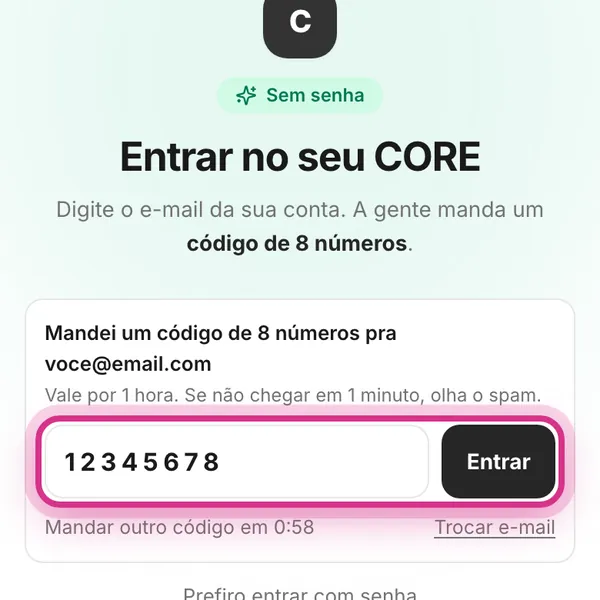 C
Sem senha
Entrar no seu CORE
Digite o e-mail da sua conta. A gente manda um
código de 8 números.
Mandei um código de 8 números pra
voce@email.com
Vale por 1 hora. Se não chegar em 1 minuto, olha o spam.
12345678
Entrar
Mandar outro código em 0:58
Trocar e-mail
Prefiro entrar com senha